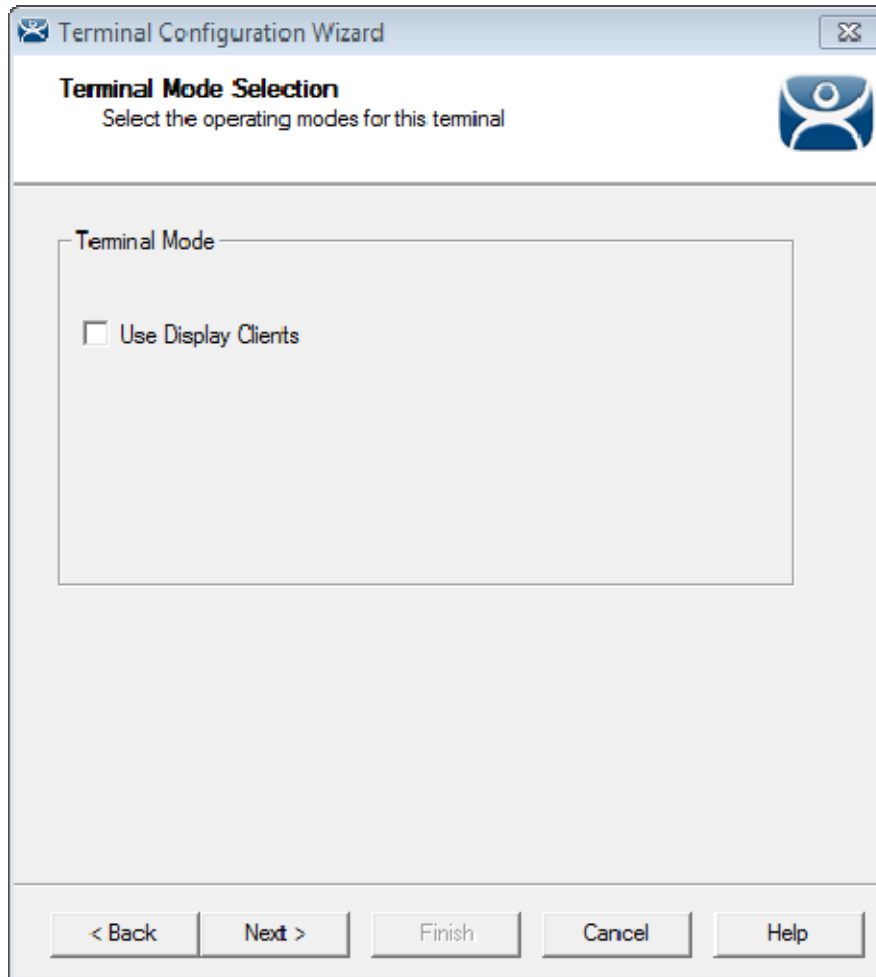 Terminal Configuration Wizard
Terminal Mode Selection
Select the operating modes for this terminal
Terminal Mode
Use Display Clients
< Back Next > Finish Cancel Help